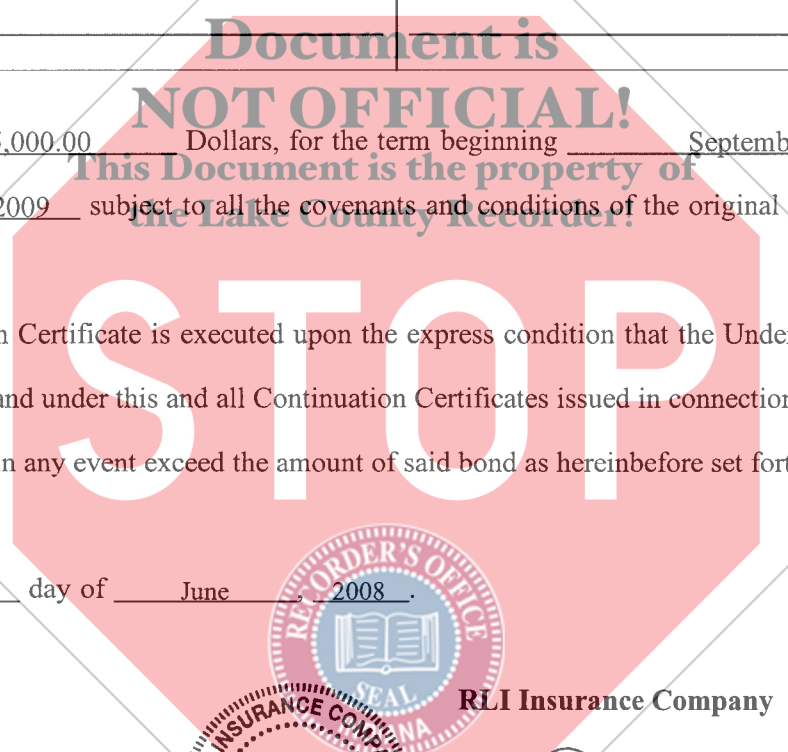 Document is
NOT OFFICIAL!
,000.00 Dollars, for the term beginning Septemb
This Document is the property of
2009 subject to all the covenants and conditions of the original
the Lake County Recorder!
STOP
n Certificate is executed upon the express condition that the Under
and under this and all Continuation Certificates issued in connection
n any event exceed the amount of said bond as hereinbefore set fort
day of June , 2008 .
RECORDER'S OFFICE
SEAL
INDIANA
RLI Insurance Company
INSURANCE COMPA